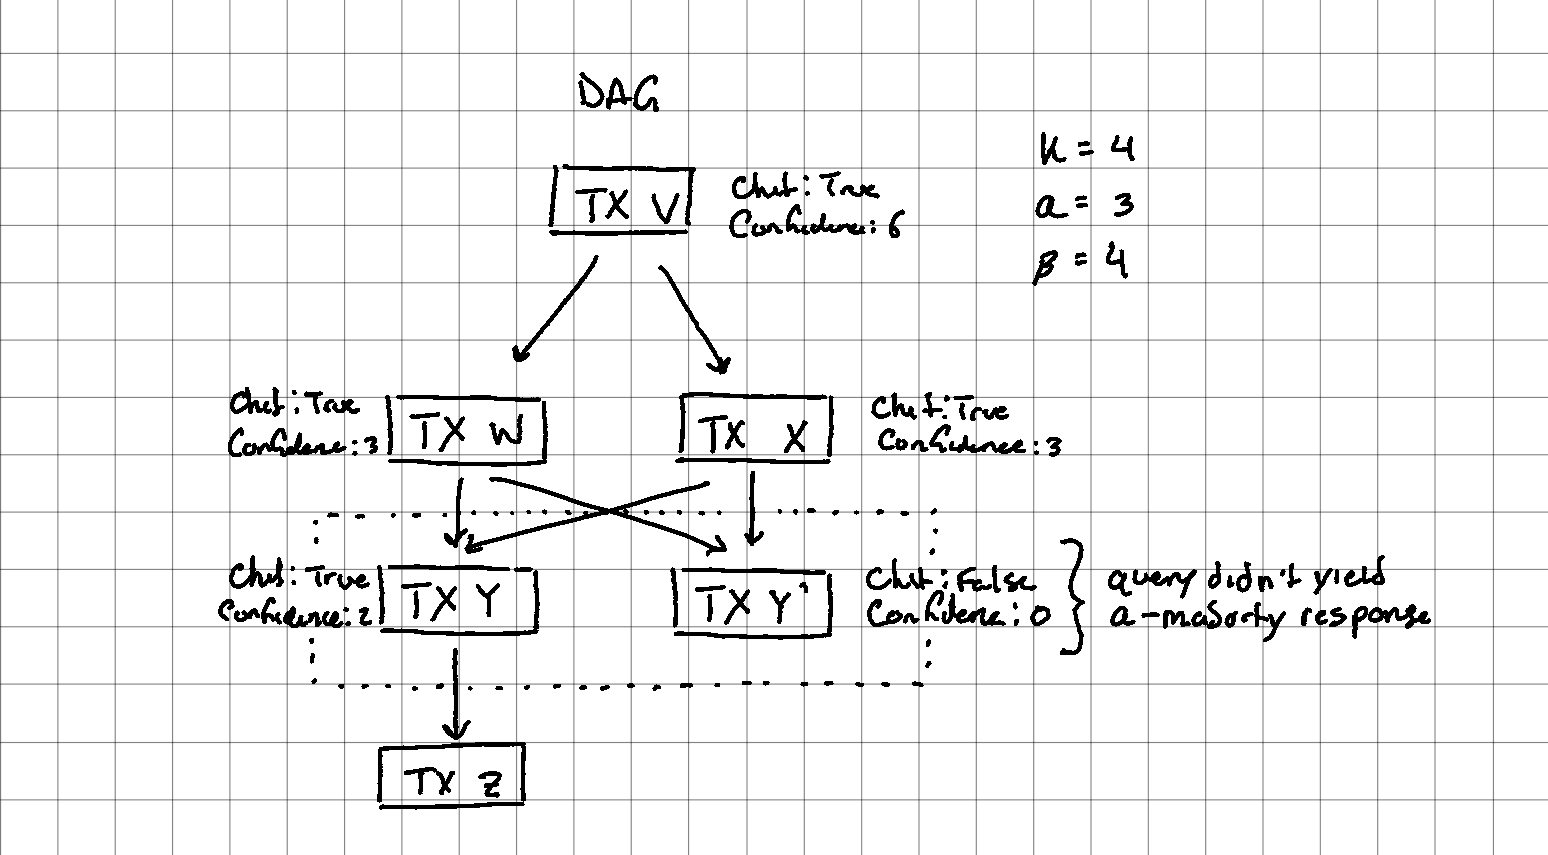 DAG
K = 4
a = 3
β = 4
TX V
Chit: True
Confidence: 6
Chit: True
Confidence: 3
TX W
TX X
Chit: True
Confidence: 3
Chit: True
Confidence: 2
TX Y
TX Y'
Chit: False
Confidence: 0
query didn't yield
a-majority response
TX Z